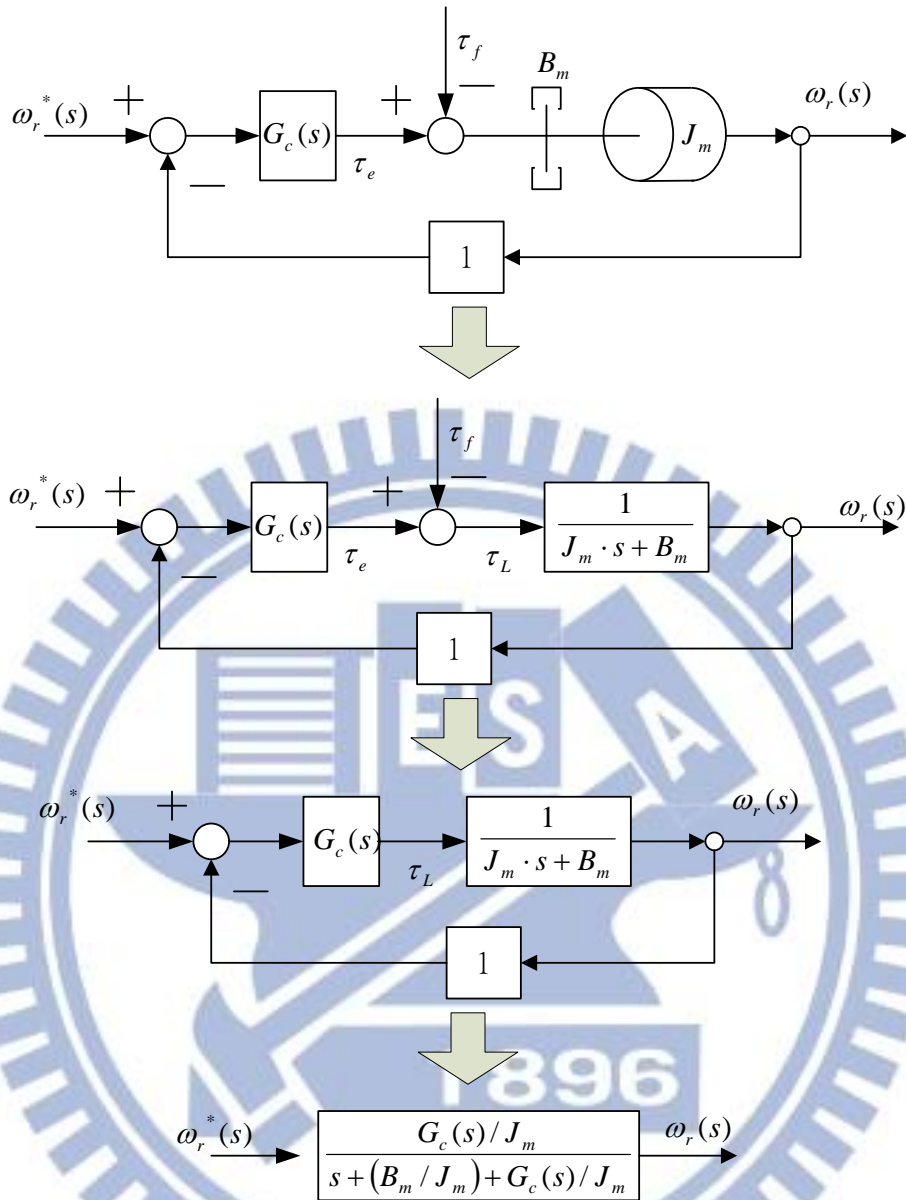 τ_f
B_m
ω_r^*(s) + G_c(s) + − J_m ω_r(s)
− τ_e
1
τ_f
ω_r^*(s) + G_c(s) + − 1 / (J_m · s + B_m) ω_r(s)
− τ_e τ_L
1
E S A
ω_r^*(s) + G_c(s) 1 / (J_m · s + B_m) ω_r(s)
− τ_L
1
1896
ω_r^*(s) (G_c(s) / J_m) / (s + (B_m / J_m) + G_c(s) / J_m) ω_r(s)